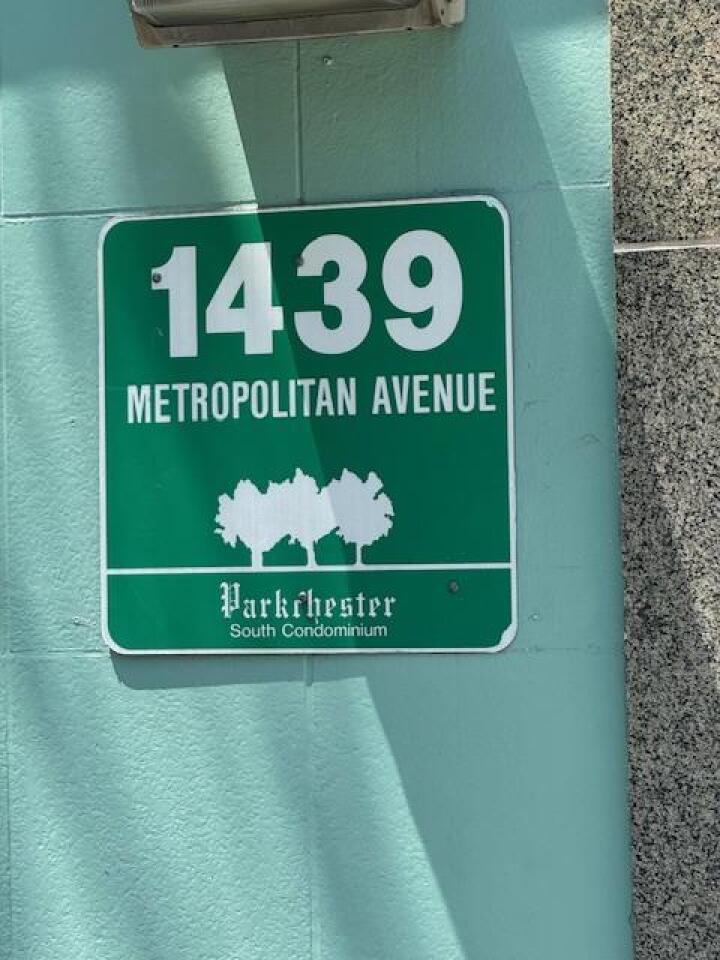 1439
METROPOLITAN AVENUE
Parkchester
South Condominium